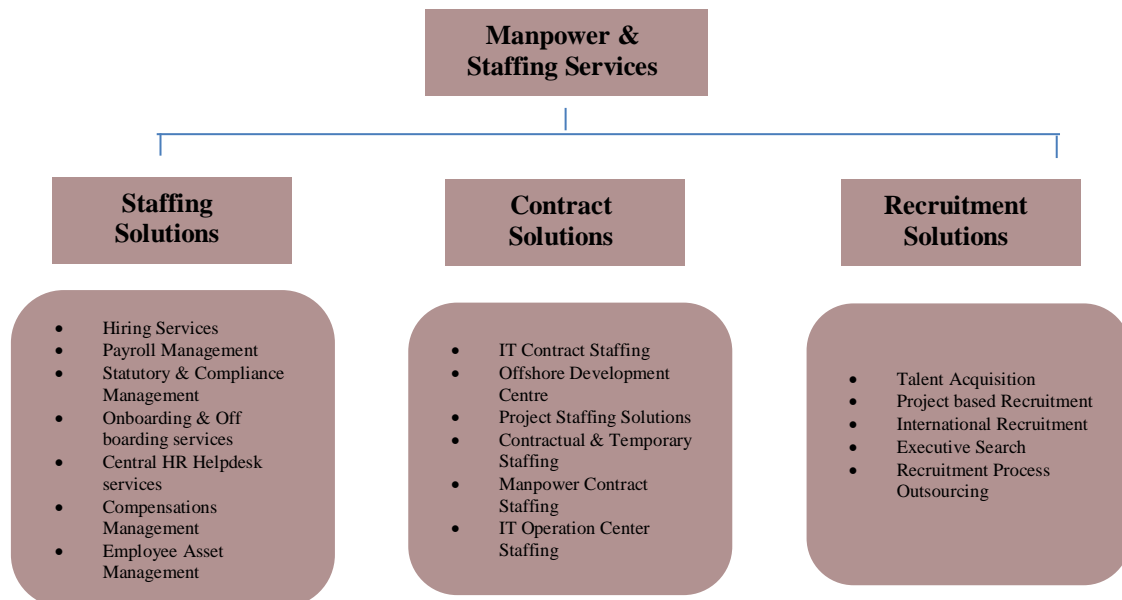 Manpower &
Staffing Services
Staffing
Solutions
Contract
Solutions
Recruitment
Solutions
• Hiring Services
• Payroll Management
• Statutory & Compliance
Management
• Onboarding & Off
boarding services
• Central HR Helpdesk
services
• Compensations
Management
• Employee Asset
Management
• IT Contract Staffing
• Offshore Development
Centre
• Project Staffing Solutions
• Contractual & Temporary
Staffing
• Manpower Contract
Staffing
• IT Operation Center
Staffing
• Talent Acquisition
• Project based Recruitment
• International Recruitment
• Executive Search
• Recruitment Process
Outsourcing